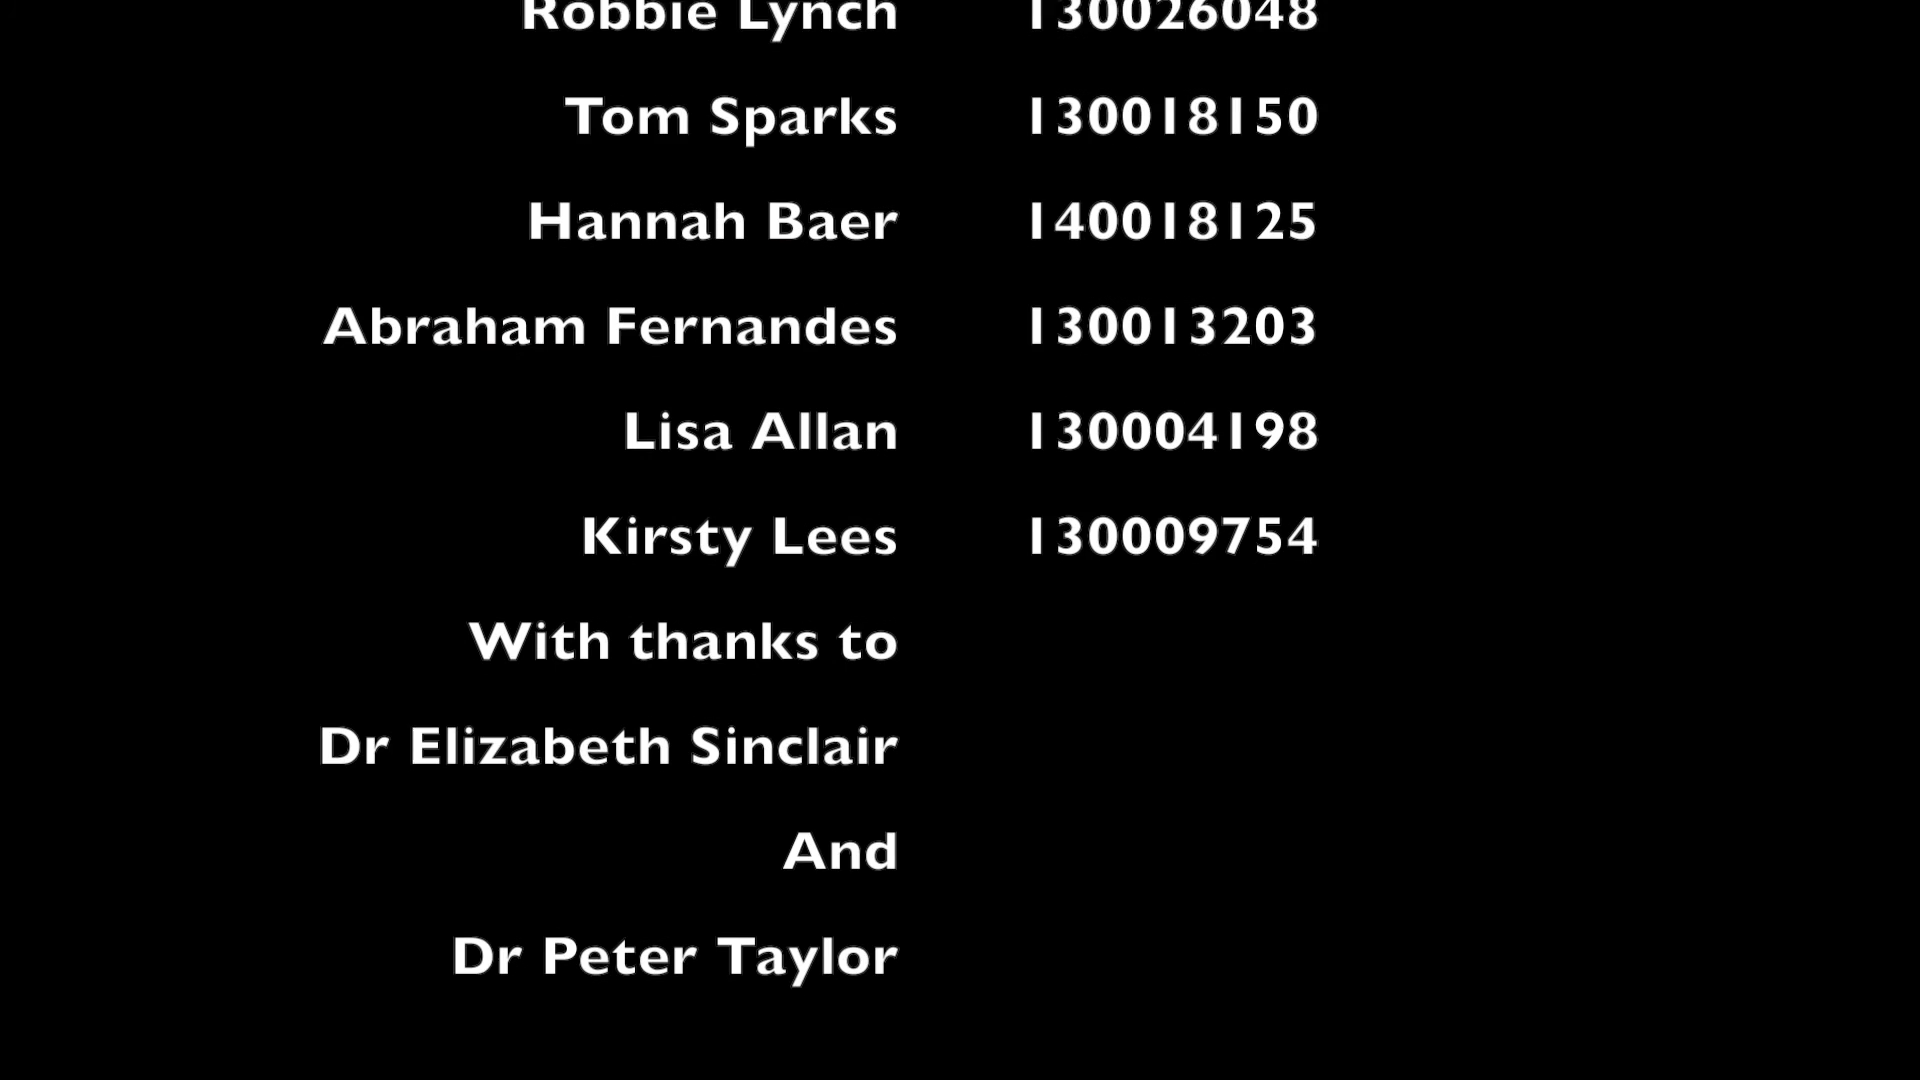 Robbie Lynch 130026048
Tom Sparks 130018150
Hannah Baer 140018125
Abraham Fernandes 130013203
Lisa Allan 130004198
Kirsty Lees 130009754
With thanks to
Dr Elizabeth Sinclair
And
Dr Peter Taylor